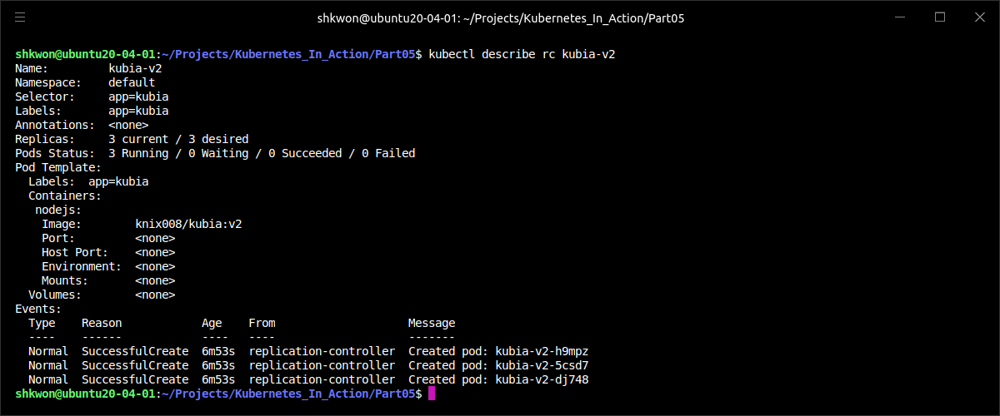 shkwon@ubuntu20-04-01: ~/Projects/Kubernetes_In_Action/Part05
shkwon@ubuntu20-04-01:~/Projects/Kubernetes_In_Action/Part05$ kubectl describe rc kubia-v2
Name:         kubia-v2
Namespace:    default
Selector:     app=kubia
Labels:       app=kubia
Annotations:  <none>
Replicas:     3 current / 3 desired
Pods Status:  3 Running / 0 Waiting / 0 Succeeded / 0 Failed
Pod Template:
  Labels:  app=kubia
  Containers:
   nodejs:
    Image:        knix008/kubia:v2
    Port:         <none>
    Host Port:    <none>
    Environment:  <none>
    Mounts:       <none>
  Volumes:        <none>
Events:
  Type    Reason            Age    From                    Message
  ----    ------            ----   ----                    -------
  Normal  SuccessfulCreate  6m53s  replication-controller  Created pod: kubia-v2-h9mpz
  Normal  SuccessfulCreate  6m53s  replication-controller  Created pod: kubia-v2-5csd7
  Normal  SuccessfulCreate  6m53s  replication-controller  Created pod: kubia-v2-dj748
shkwon@ubuntu20-04-01:~/Projects/Kubernetes_In_Action/Part05$